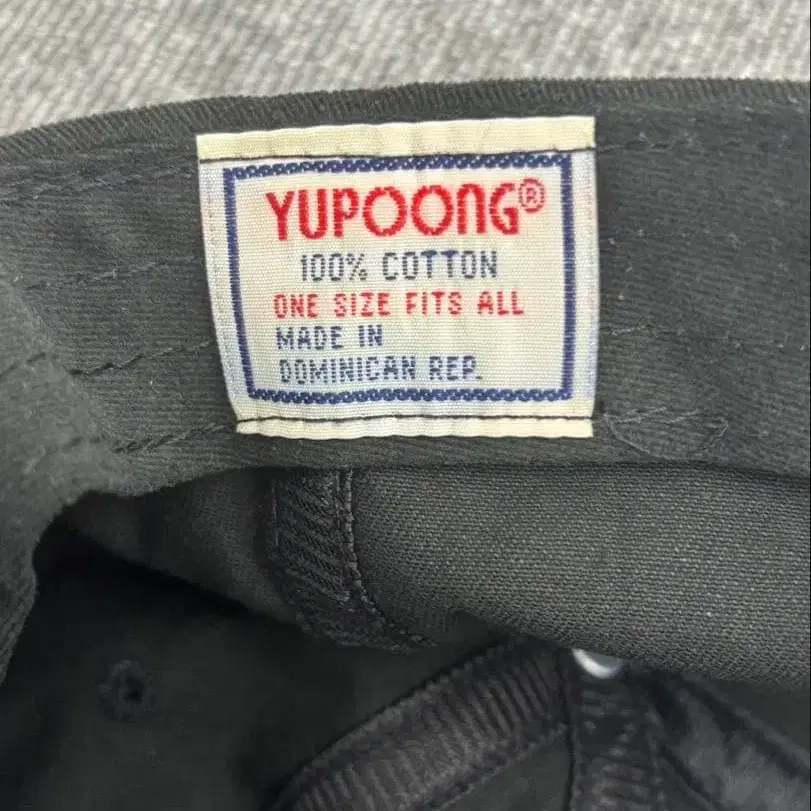 YUPOONG®
100% COTTON
ONE SIZE FITS ALL
MADE IN
DOMINICAN REP.